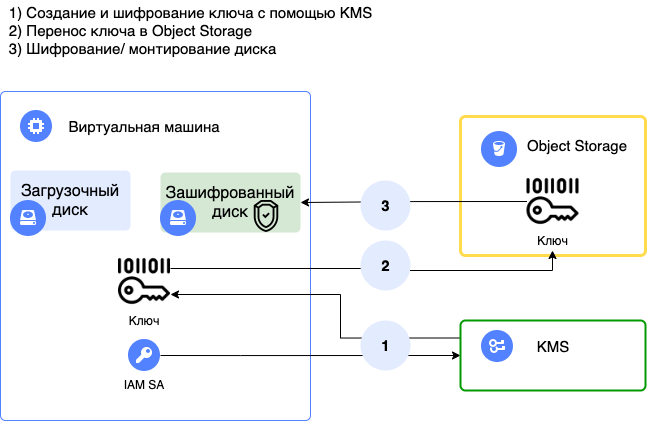 1) Создание и шифрование ключа с помощью KMS
2) Перенос ключа в Object Storage
3) Шифрование/ монтирование диска
Виртуальная машина
Object Storage
Загрузочный
диск
Зашифрованный
диск
3
1011011
Ключ
1011011
2
Ключ
1
KMS
IAM SA